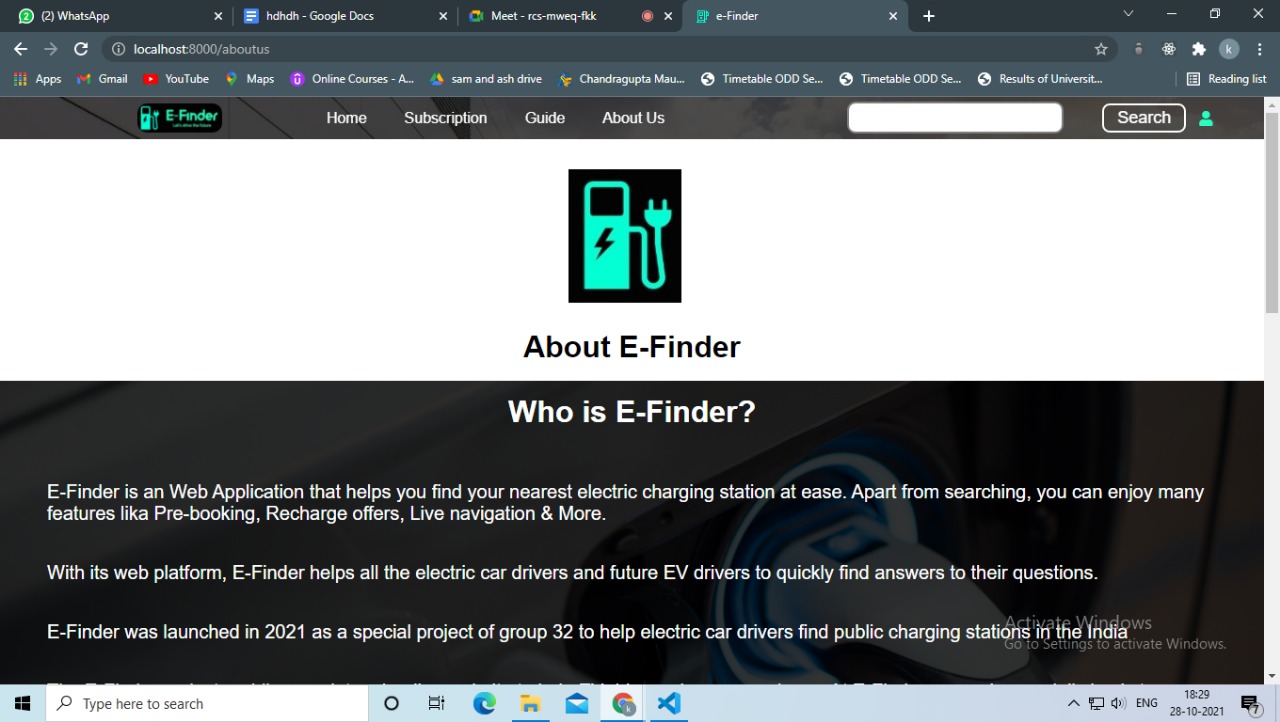 (2) WhatsApp
hdhdh - Google Docs
Meet - rcs-mweq-fkk
e-Finder
localhost:8000/aboutus
k
Apps
Gmail
YouTube
Maps
Online Courses - A...
sam and ash drive
Chandragupta Mau...
Timetable ODD Se...
Timetable ODD Se...
Results of Universit...
Reading list
E-Finder
Home
Subscription
Guide
About Us
Search
About E-Finder
Who is E-Finder?
E-Finder is an Web Application that helps you find your nearest electric charging station at ease. Apart from searching, you can enjoy many
features lika Pre-booking, Recharge offers, Live navigation & More.
With its web platform, E-Finder helps all the electric car drivers and future EV drivers to quickly find answers to their questions.
E-Finder was launched in 2021 as a special project of group 32 to help electric car drivers find public charging stations in the India
Activate Windows
Go to Settings to activate Windows.
Type here to search
ENG
18:29
28-10-2021
7